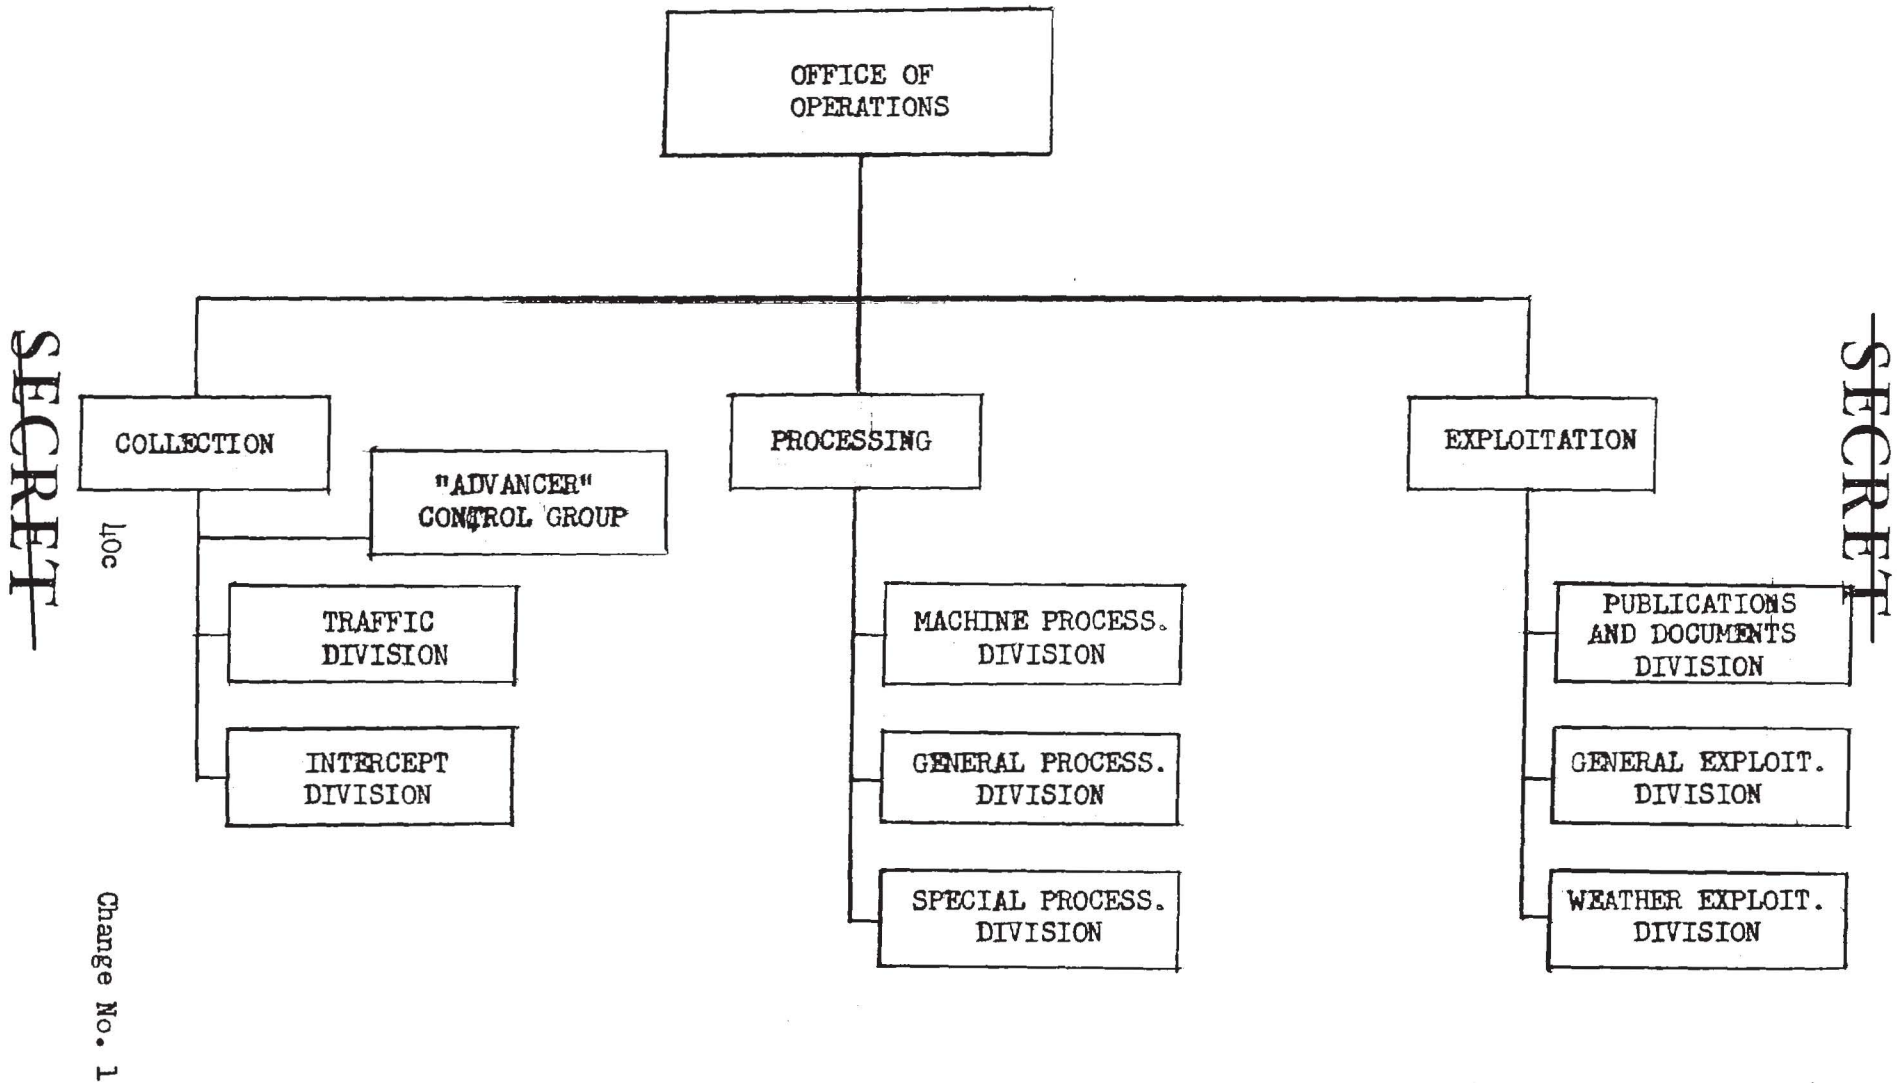 OFFICE OF
OPERATIONS
SECRET
SECRET
COLLECTION
PROCESSING
EXPLOITATION
"ADVANCER"
CONTROL GROUP
40c
TRAFFIC
DIVISION
MACHINE PROCESS.
DIVISION
PUBLICATIONS
AND DOCUMENTS
DIVISION
INTERCEPT
DIVISION
GENERAL PROCESS.
DIVISION
GENERAL EXPLOIT.
DIVISION
SPECIAL PROCESS.
DIVISION
WEATHER EXPLOIT.
DIVISION
Change No. 1